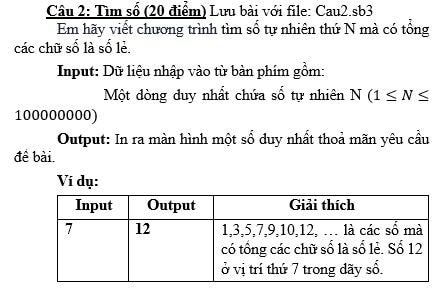 Câu 2: Tìm số (20 điểm) Lưu bài với file: Cau2.sb3
Em hãy viết chương trình tìm số tự nhiên thứ N mà có tổng
các chữ số là số lẻ.
Input: Dữ liệu nhập vào từ bàn phím gồm:
Một dòng duy nhất chứa số tự nhiên N (1 ≤ N ≤
100000000)
Output: In ra màn hình một số duy nhất thoả mãn yêu cầu
đề bài.
Ví dụ:
Input Output Giải thích
7 12 1,3,5,7,9,10,12, … là các số mà
có tổng các chữ số là số lẻ. Số 12
ở vị trí thứ 7 trong dãy số.